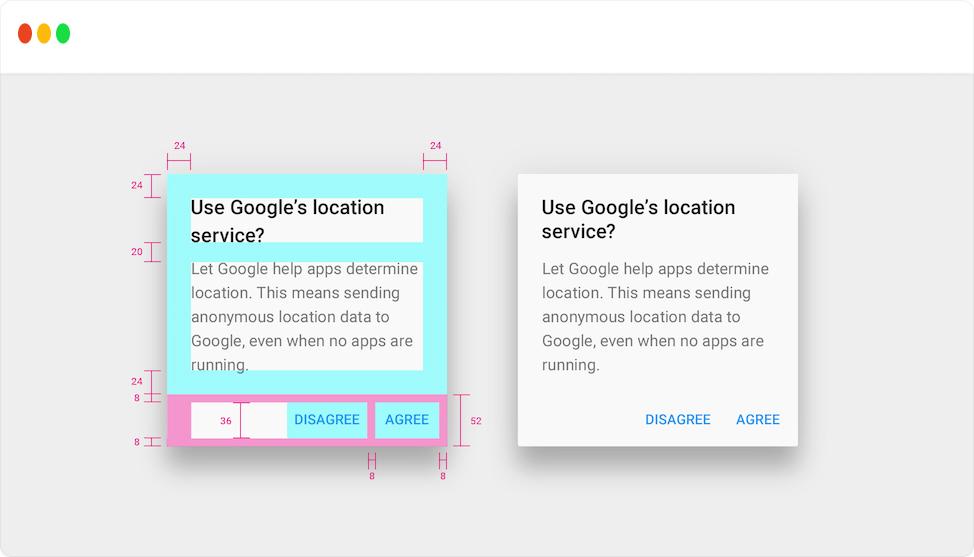 24
24
24
Use Google’s location
service?
20
Let Google help apps determine
location. This means sending
anonymous location data to
Google, even when no apps are
running.
24
8
36
DISAGREE
AGREE
52
8
8
8
Use Google’s location
service?
Let Google help apps determine
location. This means sending
anonymous location data to
Google, even when no apps are
running.
DISAGREE
AGREE